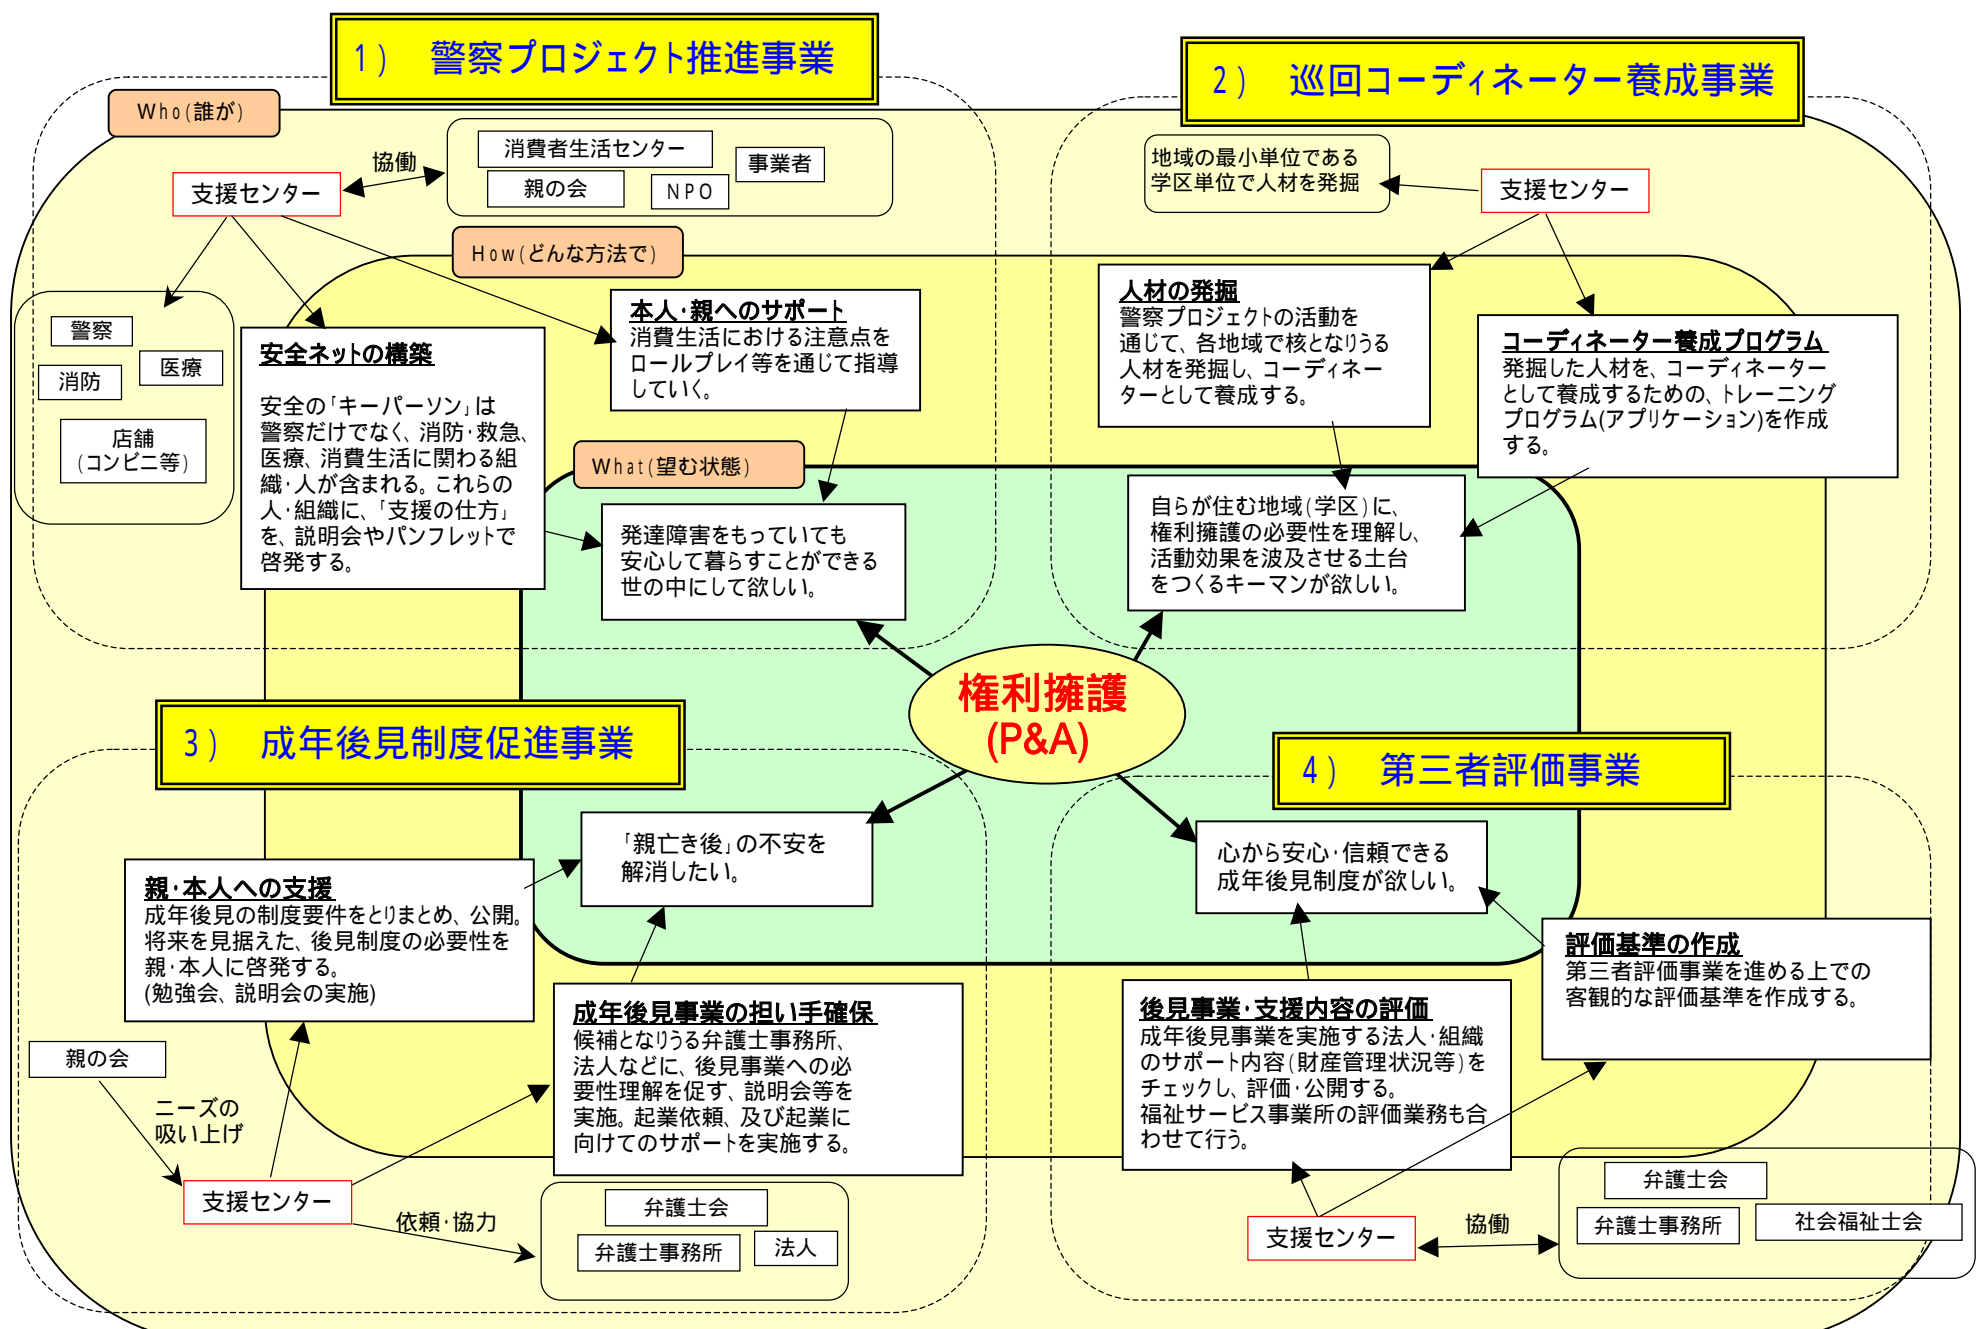 1) 警察プロジェクト推進事業
Who(誰が)
支援センター
協働
消費者生活センター
事業者
親の会
NPO
How(どんな方法で)
警察
医療
消防
店舗
(コンビニ等)
安全ネットの構築
安全の「キーパーソン」は
警察だけでなく、消防・救急、
医療、消費生活に関わる組
織・人が含まれる。これらの
人・組織に、「支援の仕方」
を、説明会やパンフレットで
啓発する。
本人・親へのサポート
消費生活における注意点を
ロールプレイ等を通じて指導
していく。
What(望む状態)
発達障害をもっていても
安心して暮らすことができる
世の中にして欲しい。
2) 巡回コーディネーター養成事業
地域の最小単位である
学区単位で人材を発掘
支援センター
人材の発掘
警察プロジェクトの活動を
通じて、各地域で核となりうる
人材を発掘し、コーディネー
ターとして養成する。
コーディネーター養成プログラム
発掘した人材を、コーディネーター
として養成するための、トレーニング
プログラム(アプリケーション)を作成
する。
自らが住む地域(学区)に、
権利擁護の必要性を理解し、
活動効果を波及させる土台
をつくるキーマンが欲しい。
権利擁護
(P&A)
3) 成年後見制度促進事業
「親亡き後」の不安を
解消したい。
親・本人への支援
成年後見の制度要件をとりまとめ、公開。
将来を見据えた、後見制度の必要性を
親・本人に啓発する。
(勉強会、説明会の実施)
成年後見事業の担い手確保
候補となりうる弁護士事務所、
法人などに、後見事業への必
要性理解を促す、説明会等を
実施。起業依頼、及び起業に
向けてのサポートを実施する。
親の会
ニーズの
吸い上げ
支援センター
依頼・協力
弁護士会
弁護士事務所
法人
4) 第三者評価事業
心から安心・信頼できる
成年後見制度が欲しい。
評価基準の作成
第三者評価事業を進める上での
客観的な評価基準を作成する。
後見事業・支援内容の評価
成年後見事業を実施する法人・組織
のサポート内容(財産管理状況等)を
チェックし、評価・公開する。
福祉サービス事業所の評価業務も合
わせて行う。
支援センター
協働
弁護士会
弁護士事務所
社会福祉士会